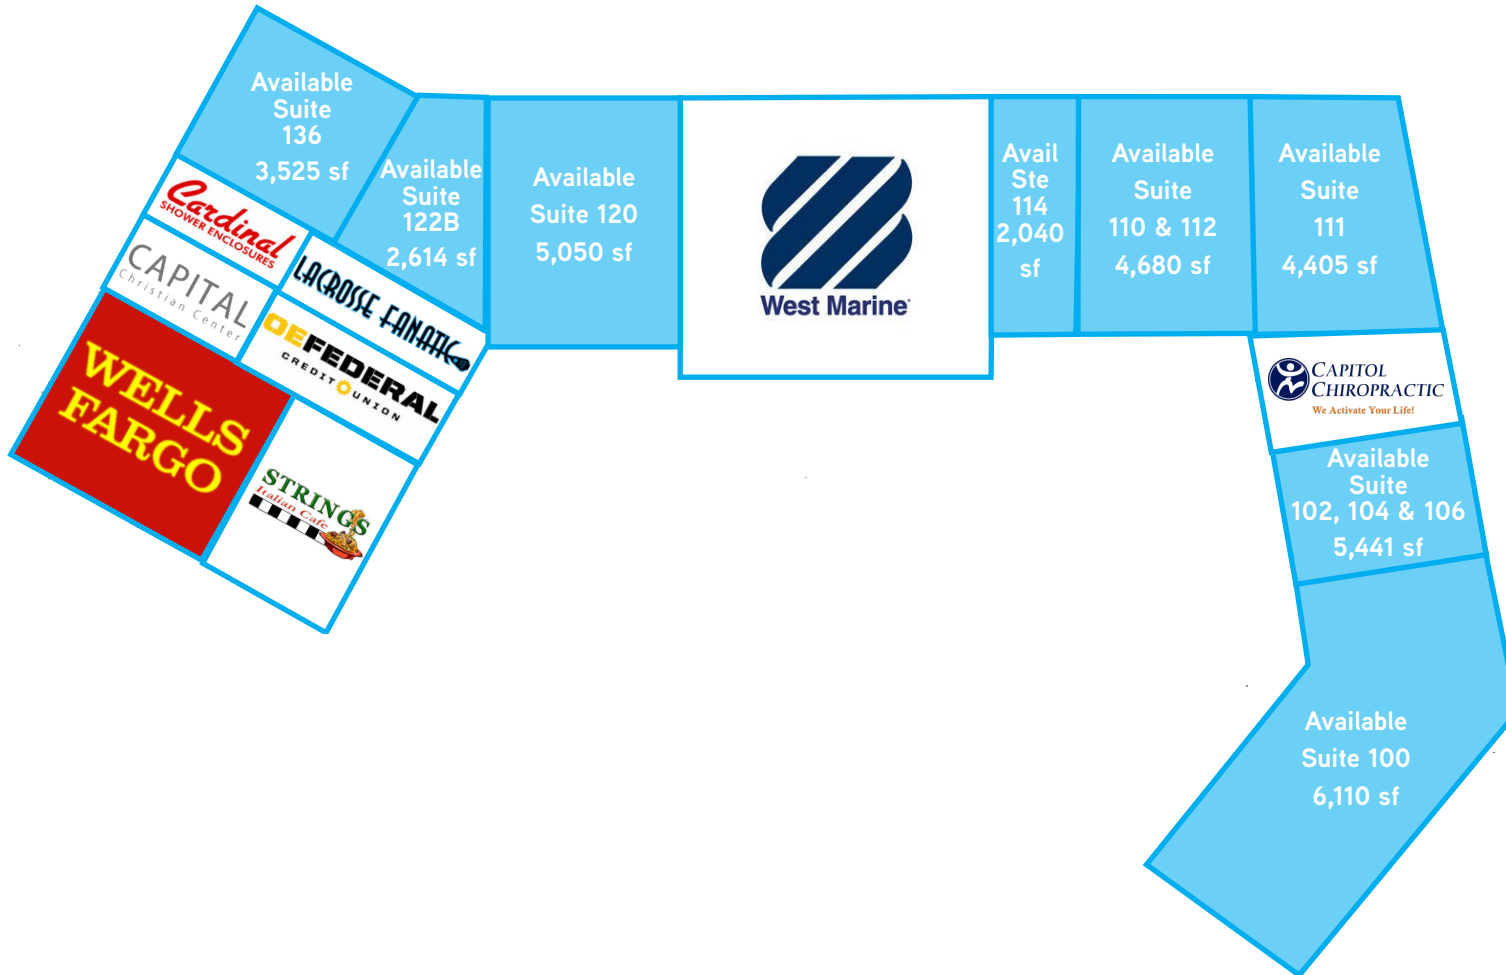 Available
Suite
136
3,525 sf
Available
Suite
122B
2,614 sf
Available
Suite 120
5,050 sf
West Marine
Avail
Ste
114
2,040
sf
Available
Suite
110 & 112
4,680 sf
Available
Suite
111
4,405 sf
Cardinal
SHOWER ENCLOSURES
CAPITAL
Christian Center
LACROSSE FANATIC
OEFEDERAL
CREDIT UNION
WELLS
FARGO
STRINGS
Italian Cafe
CAPITOL
CHIROPRACTIC
We Activate Your Life!
Available
Suite
102, 104 & 106
5,441 sf
Available
Suite 100
6,110 sf